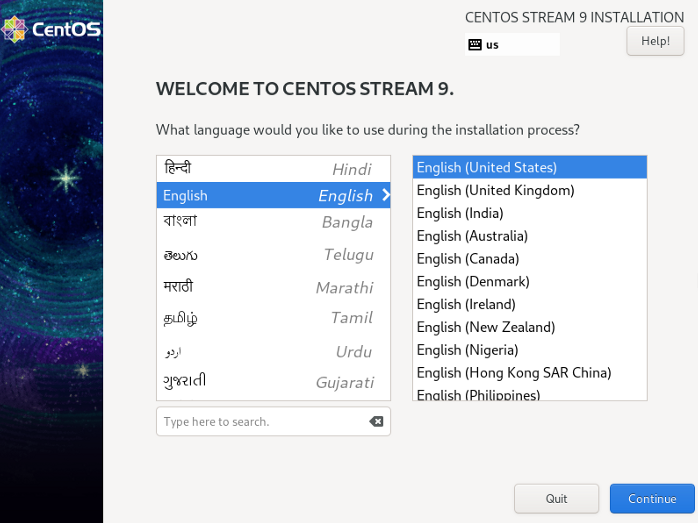 CentOS
CENTOS STREAM 9 INSTALLATION
us
Help!
WELCOME TO CENTOS STREAM 9.
What language would you like to use during the installation process?
हिन्दी Hindi
English English
বাংলা Bangla
తెలుగు Telugu
मराठी Marathi
தமிழ் Tamil
اردو Urdu
ગુજરાતી Gujarati
Type here to search.
English (United States)
English (United Kingdom)
English (India)
English (Australia)
English (Canada)
English (Denmark)
English (Ireland)
English (New Zealand)
English (Nigeria)
English (Hong Kong SAR China)
English (Philippines)
Quit
Continue